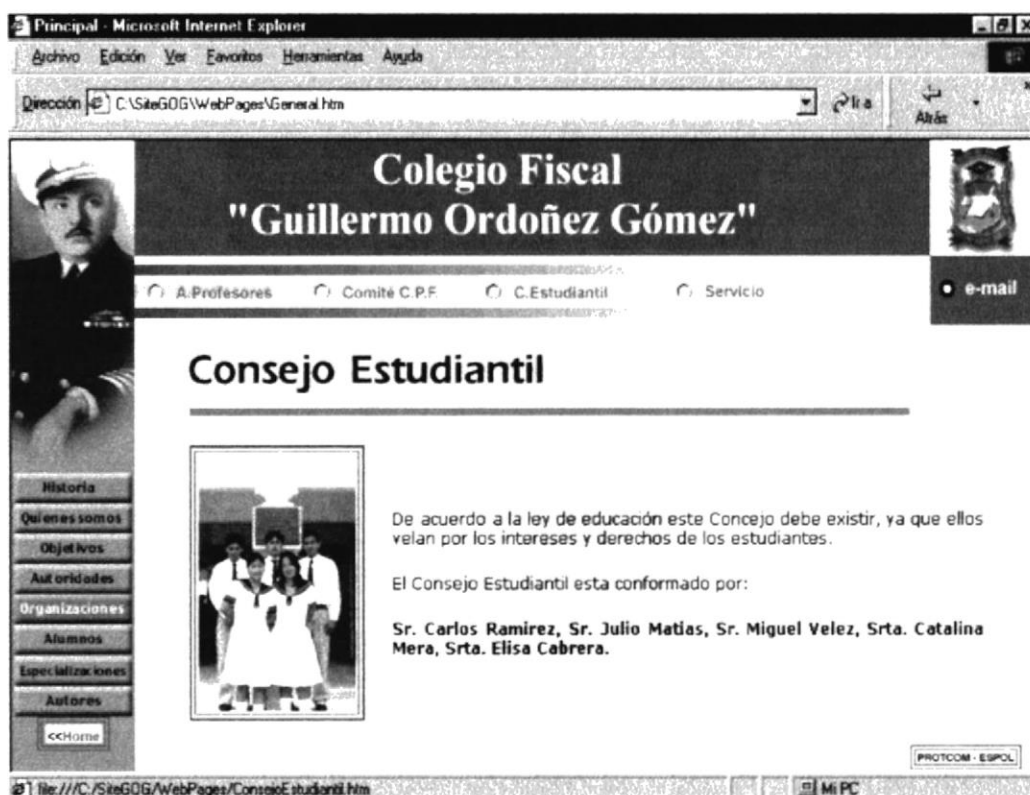 Principal - Microsoft Internet Explorer
Archivo Edición Ver Favoritos Herramientas Ayuda
Dirección C:\SiteGOG\WebPages\General.htm Ir a Atrás
Colegio Fiscal
"Guillermo Ordoñez Gómez"
A.Profesores Comité C.P.F. C.Estudiantil Servicio e-mail
Consejo Estudiantil
Historia
Quienes somos
Objetivos
Autoridades
Organizaciones
Alumnos
Especializaciones
Autores
<<Home
De acuerdo a la ley de educación este Concejo debe existir, ya que ellos
velan por los intereses y derechos de los estudiantes.
El Consejo Estudiantil esta conformado por:
Sr. Carlos Ramirez, Sr. Julio Matias, Sr. Miguel Velez, Srta. Catalina
Mera, Srta. Elisa Cabrera.
PROTCOM - ESPOL
file:///C:/SiteGOG/WebPages/ConsejoEstudiantil.htm Mi PC